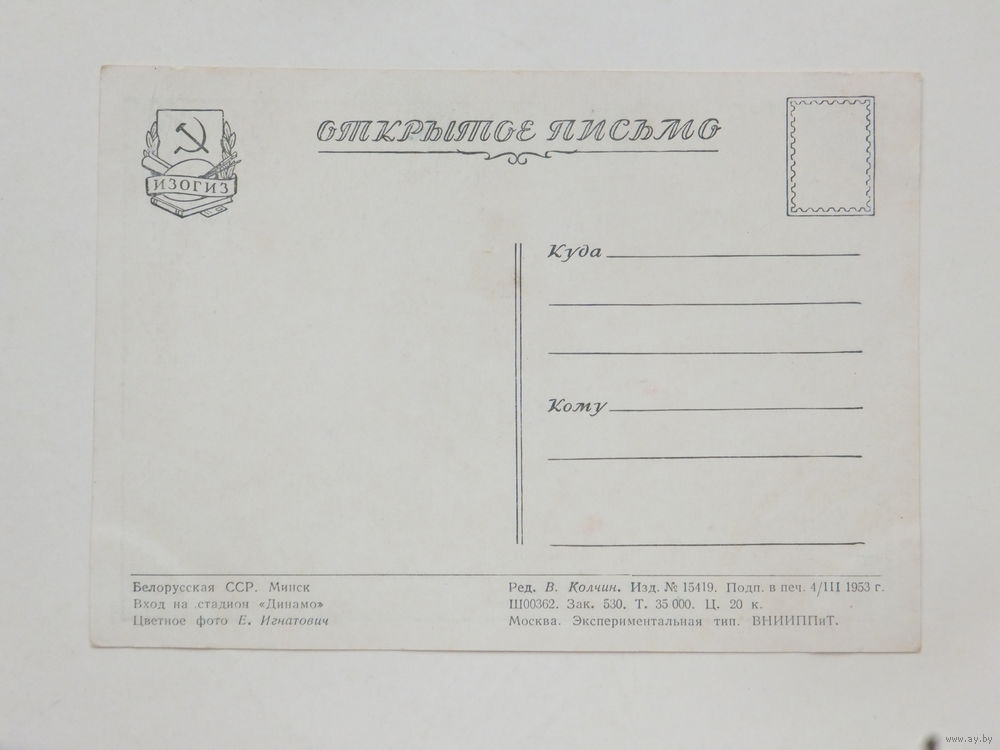 ОТКРЫТОЕ ПИСЬМО
ИЗОГИЗ
Куда
Кому
Белорусская ССР. Минск
Вход на стадион «Динамо»
Цветное фото Е. Игнатович
Ред. В. Колчин. Изд. № 15419. Подп. в печ. 4/III 1953 г.
Ш00362. Зак. 530. Т. 35 000. Ц. 20 к.
Москва. Экспериментальная тип. ВНИИППиТ.
www.ay.by